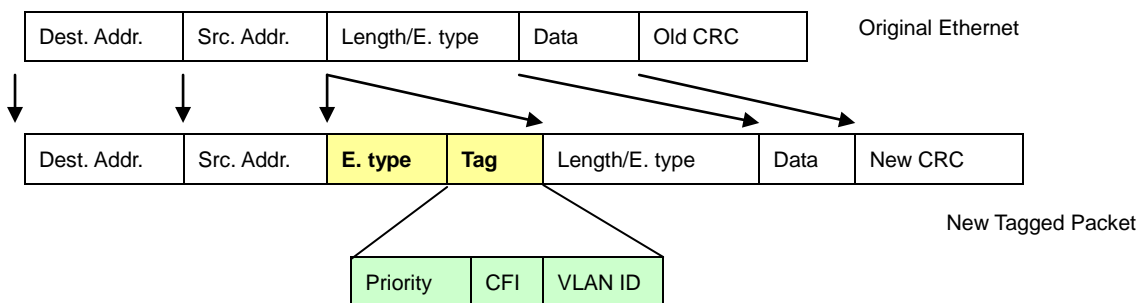 Dest. Addr. Src. Addr. Length/E. type Data Old CRC Original Ethernet
Dest. Addr. Src. Addr. E. type Tag Length/E. type Data New CRC
New Tagged Packet
Priority CFI VLAN ID